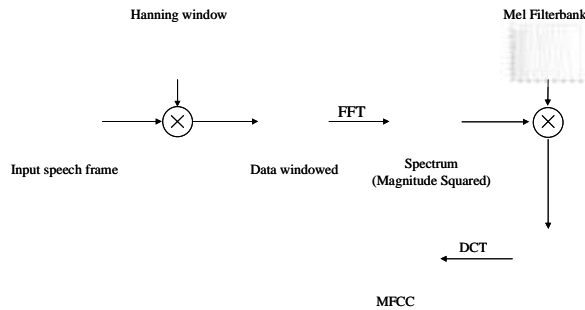 Hanning window
Mel Filterbank
FFT
Input speech frame
Data windowed
Spectrum
(Magnitude Squared)
DCT
MFCC